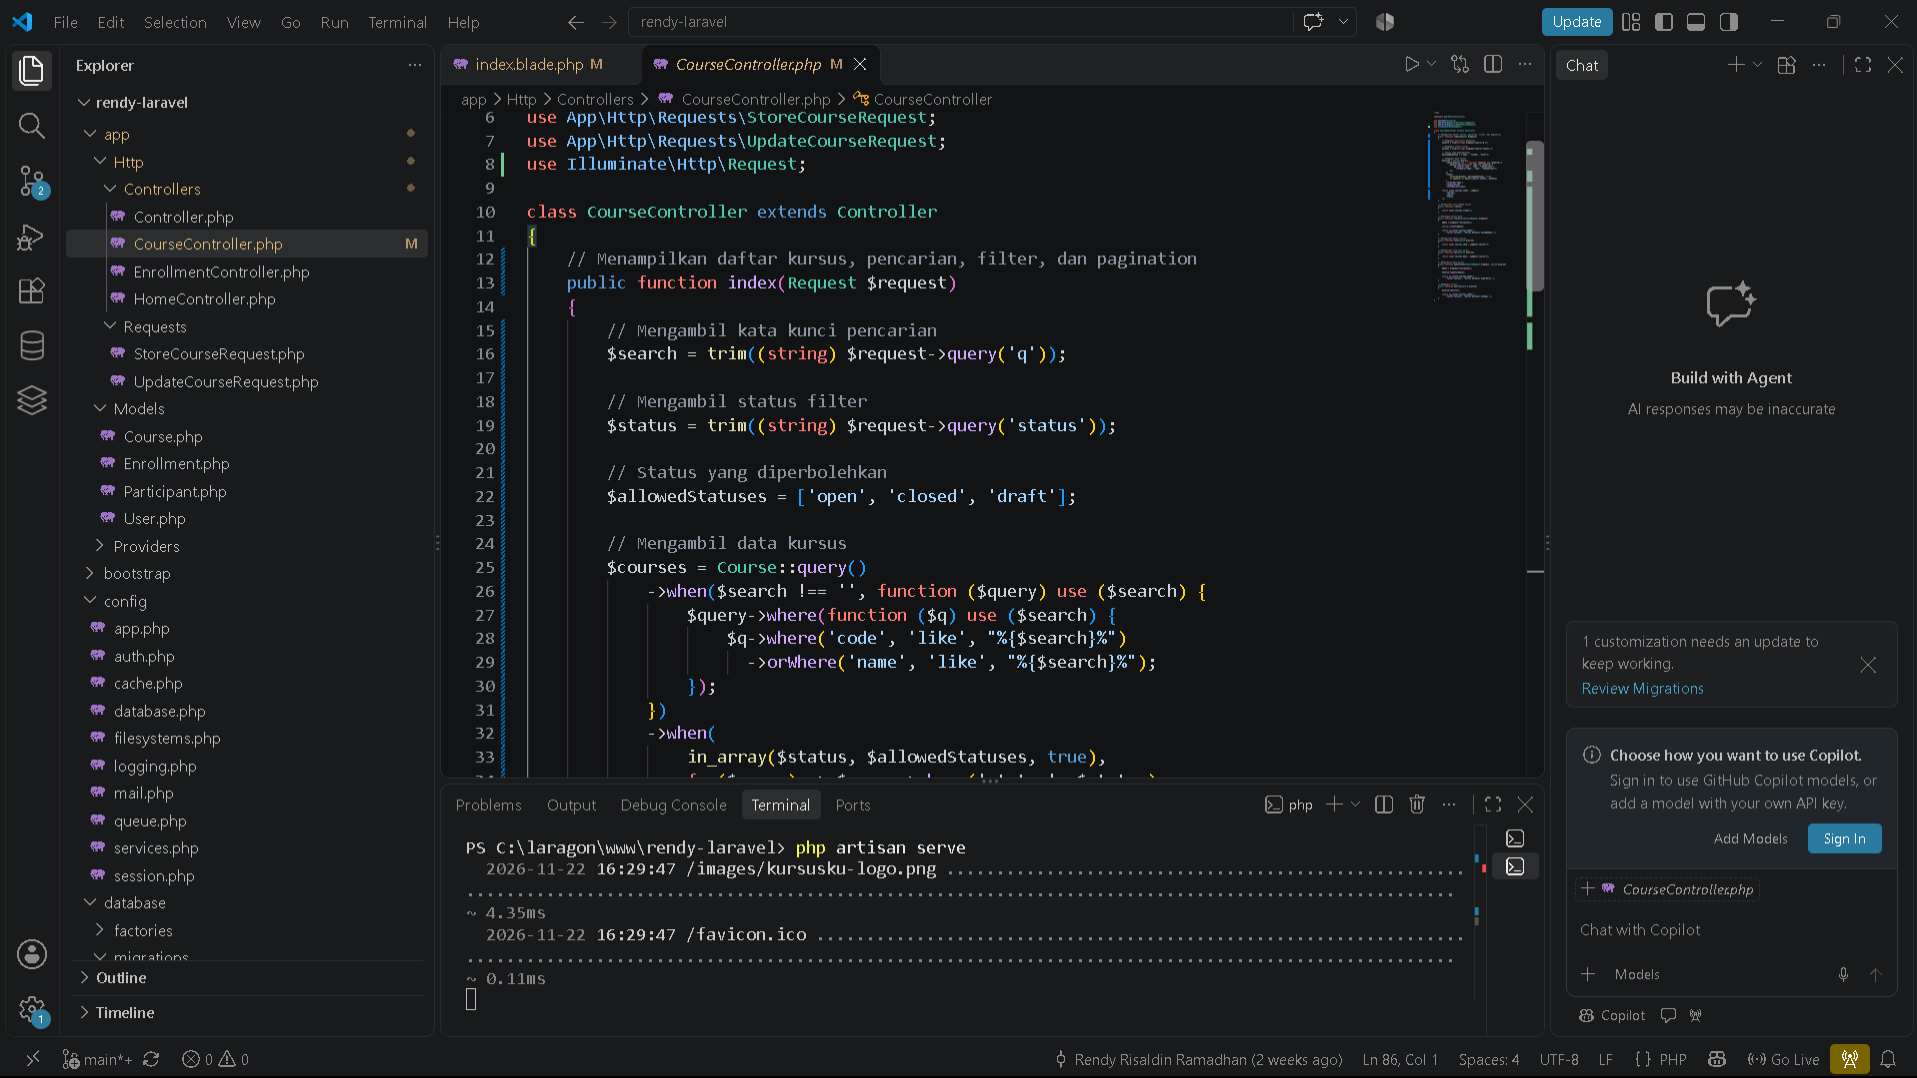 File Edit Selection View Go Run Terminal Help
rendy-laravel
Update
Explorer
rendy-laravel
app
Http
Controllers
Controller.php
CourseController.php M
EnrollmentController.php
HomeController.php
Requests
StoreCourseRequest.php
UpdateCourseRequest.php
Models
Course.php
Enrollment.php
Participant.php
User.php
Providers
bootstrap
config
app.php
auth.php
cache.php
database.php
filesystems.php
logging.php
mail.php
queue.php
services.php
session.php
database
factories
migrations
Outline
Timeline
2
1
index.blade.php M
CourseController.php M
app > Http > Controllers > CourseController.php > CourseController
6 use App\Http\Requests\StoreCourseRequest;
7 use App\Http\Requests\UpdateCourseRequest;
8 use Illuminate\Http\Request;
9
10 class CourseController extends Controller
11 {
12 // Menampilkan daftar kursus, pencarian, filter, dan pagination
13 public function index(Request $request)
14 {
15 // Mengambil kata kunci pencarian
16 $search = trim((string) $request->query('q'));
17
18 // Mengambil status filter
19 $status = trim((string) $request->query('status'));
20
21 // Status yang diperbolehkan
22 $allowedStatuses = ['open', 'closed', 'draft'];
23
24 // Mengambil data kursus
25 $courses = Course::query()
26 ->when($search !== '', function ($query) use ($search) {
27 $query->where(function ($q) use ($search) {
28 $q->where('code', 'like', "%{$search}%")
29 ->orWhere('name', 'like', "%{$search}%");
30 });
31 })
32 ->when(
33 in_array($status, $allowedStatuses, true),
Problems Output Debug Console Terminal Ports
php
PS C:\laragon\www\rendy-laravel> php artisan serve
2026-11-22 16:29:47 /images/kursusku-logo.png
~ 4.35ms
2026-11-22 16:29:47 /favicon.ico
~ 0.11ms
Chat
Build with Agent
AI responses may be inaccurate
1 customization needs an update to
keep working.
Review Migrations
Choose how you want to use Copilot.
Sign in to use GitHub Copilot models, or
add a model with your own API key.
Add Models Sign In
CourseController.php
Chat with Copilot
Models
Copilot
main*+ 0 0 Rendy Risaldin Ramadhan (2 weeks ago) Ln 86, Col 1 Spaces: 4 UTF-8 LF { } PHP Go Live